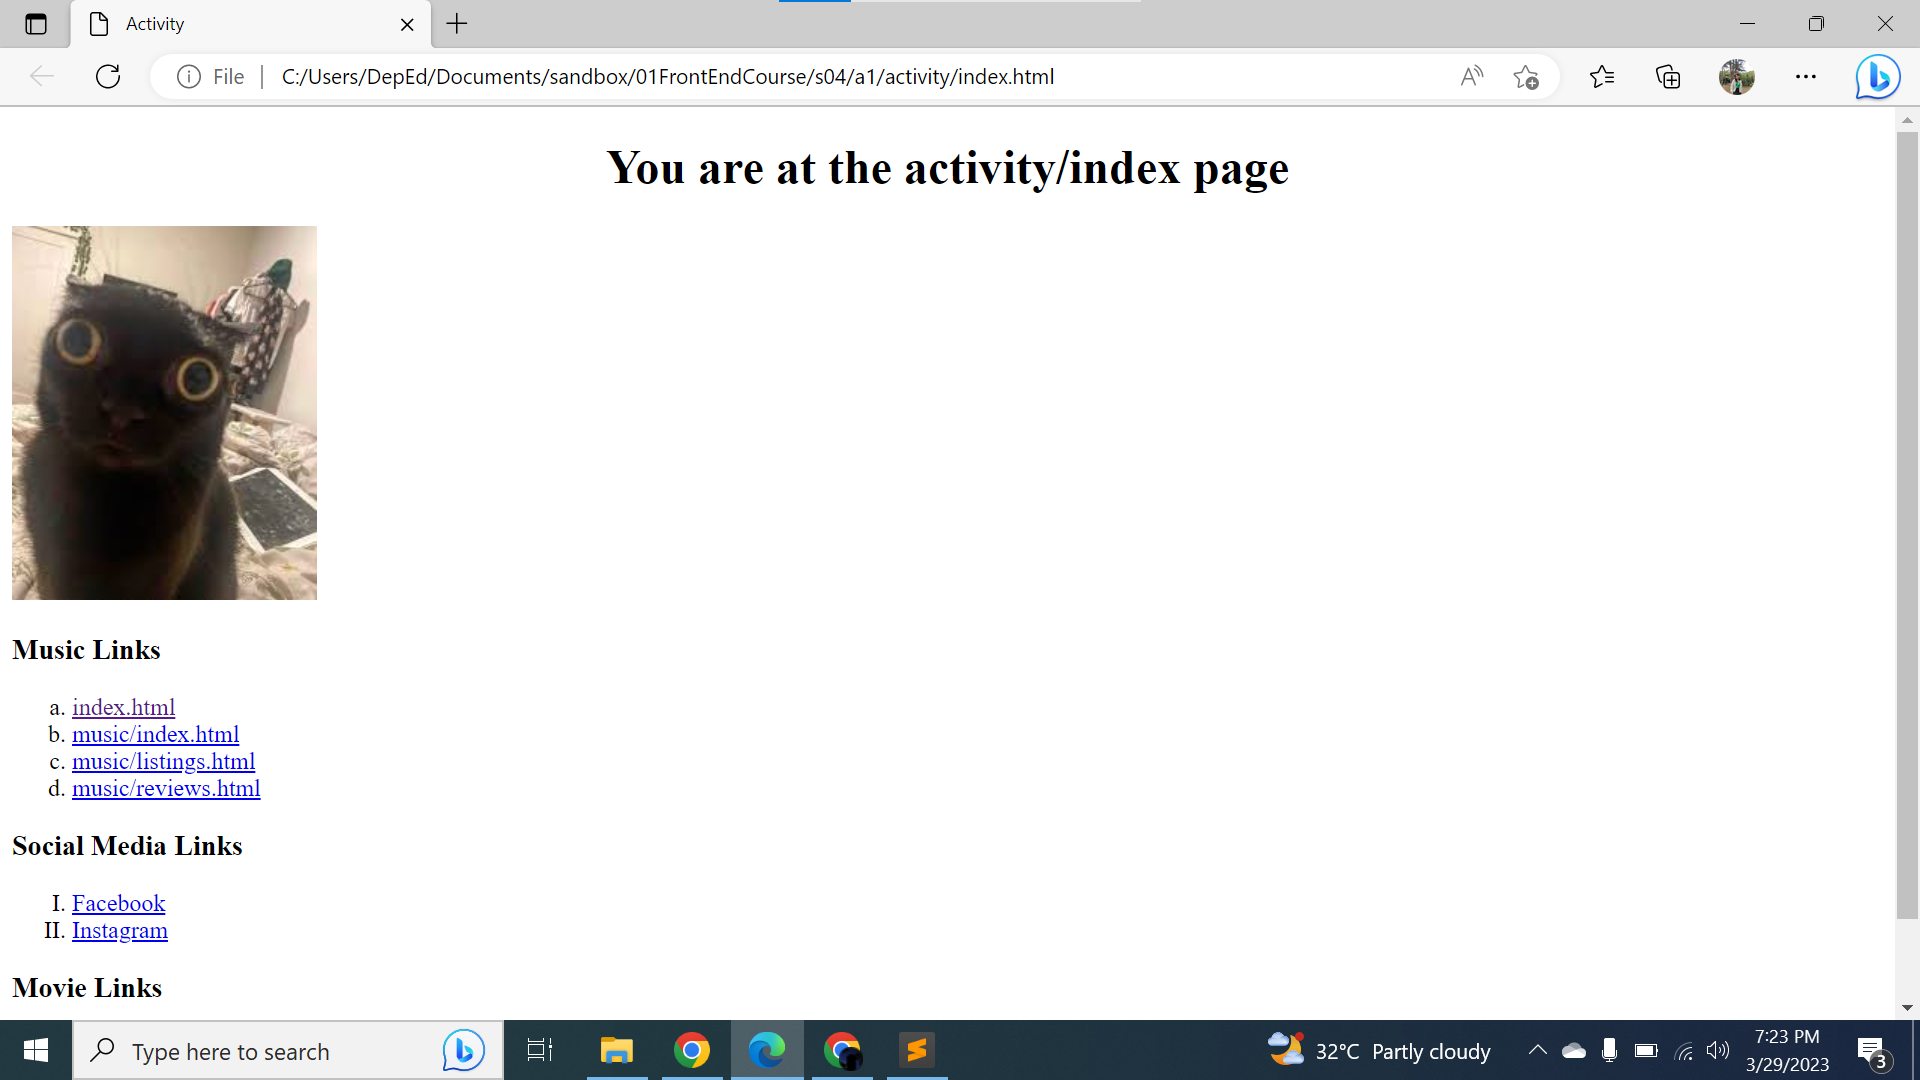 Activity
File
C:/Users/DepEd/Documents/sandbox/01FrontEndCourse/s04/a1/activity/index.html
You are at the activity/index page
Music Links
a. index.html
b. music/index.html
c. music/listings.html
d. music/reviews.html
Social Media Links
I. Facebook
II. Instagram
Movie Links
Type here to search
32°C Partly cloudy
7:23 PM
3/29/2023
3